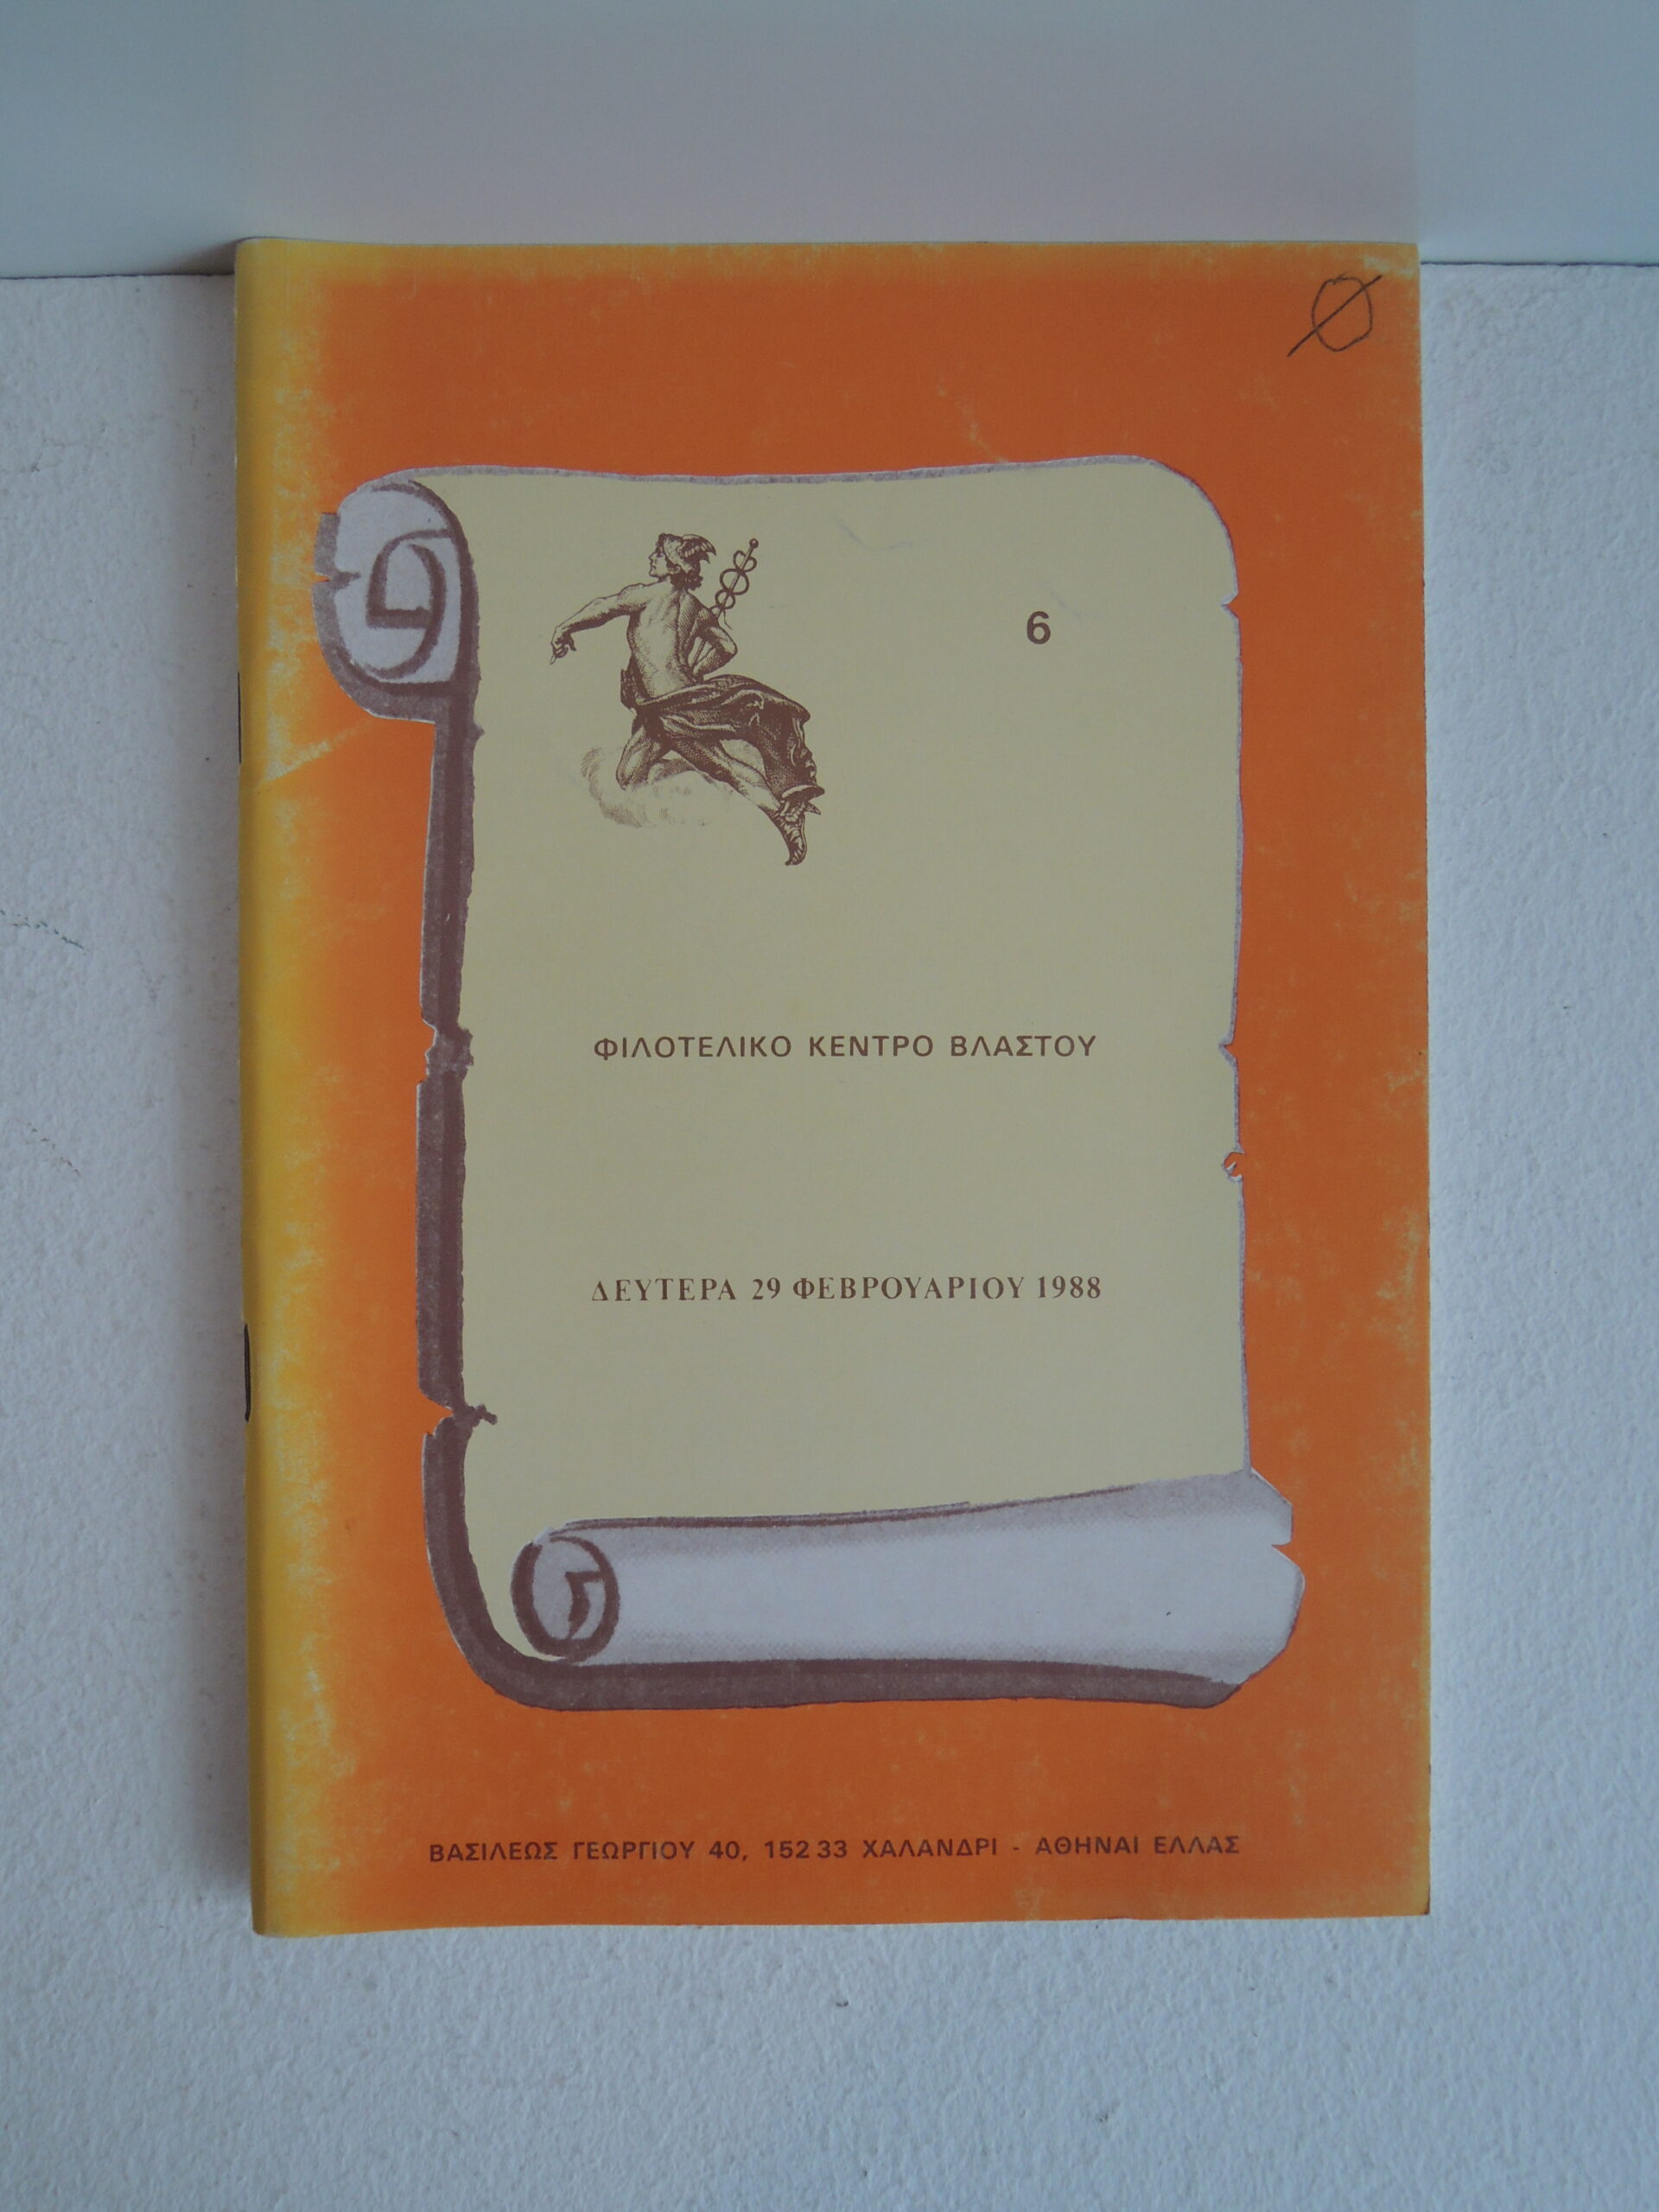 6
ΦΙΛΟΤΕΛΙΚΟ ΚΕΝΤΡΟ ΒΛΑΣΤΟΥ
ΔΕΥΤΕΡΑ 29 ΦΕΒΡΟΥΑΡΙΟΥ 1988
ΒΑΣΙΛΕΩΣ ΓΕΩΡΓΙΟΥ 40, 152 33 ΧΑΛΑΝΔΡΙ - ΑΘΗΝΑΙ ΕΛΛΑΣ